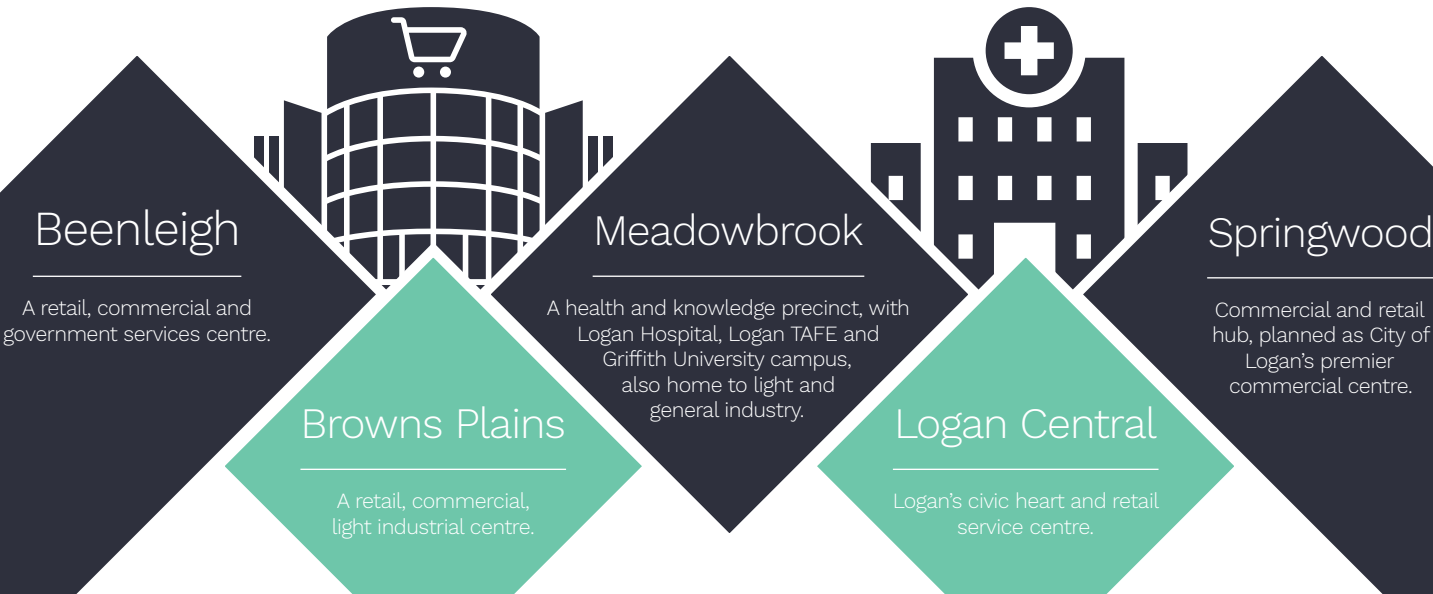 Beenleigh
A retail, commercial and
government services centre.
Browns Plains
A retail, commercial,
light industrial centre.
Meadowbrook
A health and knowledge precinct, with
Logan Hospital, Logan TAFE and
Griffith University campus,
also home to light and
general industry.
Logan Central
Logan’s civic heart and retail
service centre.
Springwood
Commercial and retail
hub, planned as City of
Logan’s premier
commercial centre.